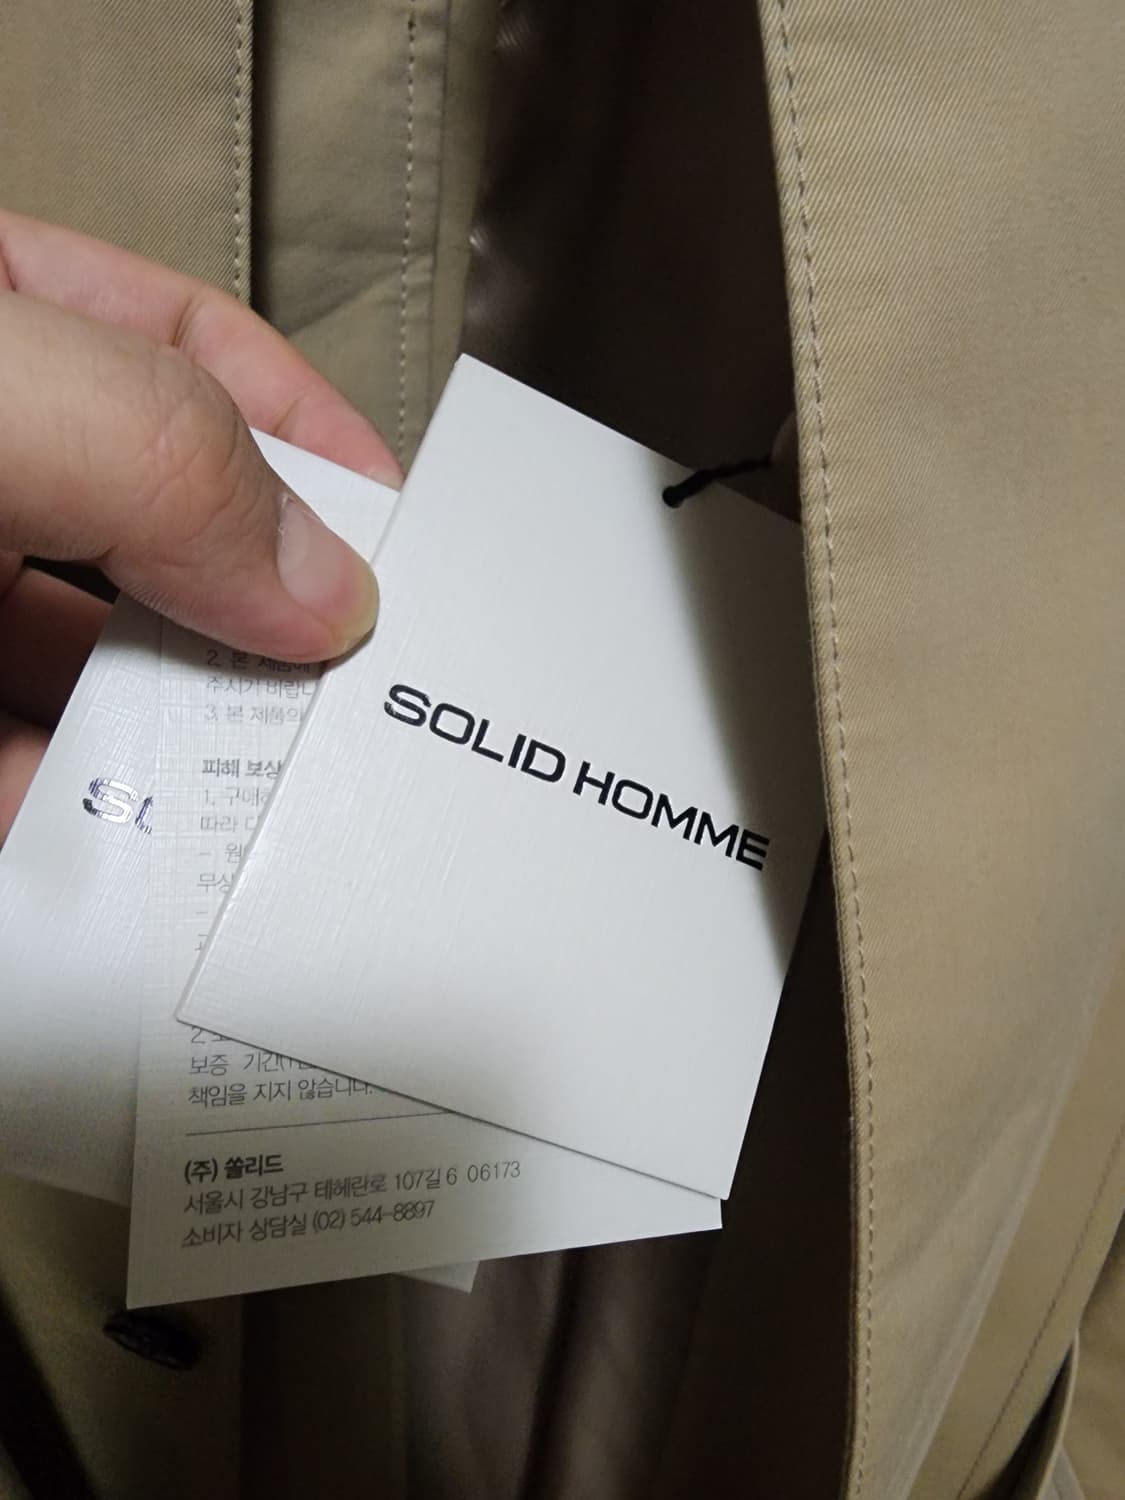 SOLID HOMME
2. 본 제품에
주시기 바랍니
3. 본 제품의
피해 보상
1. 구매
따라
- 원
무상
2.
보증 기간
책임을 지지 않습니다.
(주) 쏠리드
서울시 강남구 테헤란로 107길 6 06173
소비자 상담실 (02) 544-8897